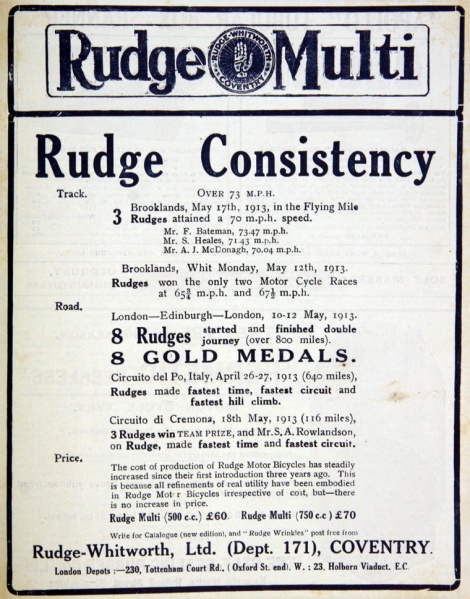 Rudge Multi
RUDGE-WHITWORTH
COVENTRY
Rudge Consistency
Track. OVER 73 M.P.H.
Brooklands, May 17th, 1913, in the Flying Mile
3 Rudges attained a 70 m.p.h. speed.
Mr. F. Bateman, 73.47 m.p.h.
Mr. S. Heales, 71.43 m.p.h.
Mr. A. J. McDonagh, 70.04 m.p.h.
Brooklands, Whit Monday, May 12th, 1913.
Rudges won the only two Motor Cycle Races
at 65¾ m.p.h. and 67½ m.p.h.
Road. London—Edinburgh—London, 10-12 May, 1913.
8 Rudges started and finished double
journey (over 800 miles).
8 GOLD MEDALS.
Circuito del Po, Italy, April 26-27, 1913 (640 miles),
Rudges made fastest time, fastest circuit and
fastest hill climb.
Circuito di Cremona, 18th May, 1913 (116 miles),
3 Rudges win TEAM PRIZE, and Mr. S. A. Rowlandson,
on Rudge, made fastest time and fastest circuit.
Price. The cost of production of Rudge Motor Bicycles has steadily
increased since their first introduction three years ago. This
is because all refinements of real utility have been embodied
in Rudge Mot r Bicycles irrespective of cost, but—there
is no increase in price.
Rudge Multi (500 c.c.) £60. Rudge Multi (750 c.c) £70
Write for Catalogue (new edition), and "Rudge Wrinkles" post free from
Rudge-Whitworth, Ltd. (Dept. 171), COVENTRY.
London Depots :—230, Tottenham Court Rd., (Oxford St. end). W. ; 23, Holborn Viaduct. E.C.